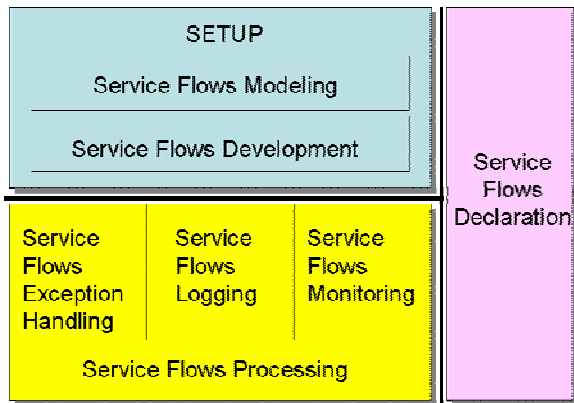 SETUP
Service Flows Modeling
Service Flows Development
Service
Flows
Exception
Handling
Service
Flows
Logging
Service
Flows
Monitoring
Service Flows Processing
Service
Flows
Declaration